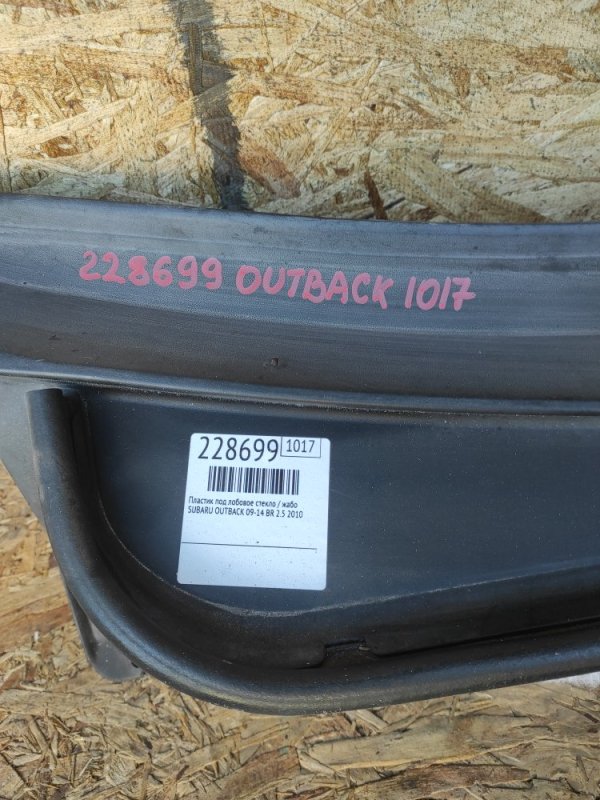 228699 OUTBACK 1017
228699 1017
Пластик под лобовое стекло / жабо
SUBARU OUTBACK 09-14 BR 2.5 2010